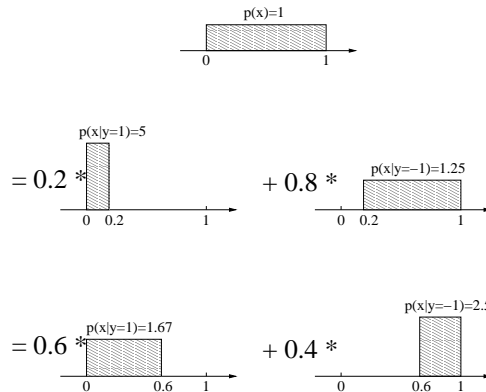 p(x)=1
0 1
p(x|y=1)=5
= 0.2 *
0 0.2 1
p(x|y=−1)=1.25
+ 0.8 *
0 0.2 1
p(x|y=1)=1.67
= 0.6 *
0 0.6 1
p(x|y=−1)=2.5
+ 0.4 *
0 0.6 1